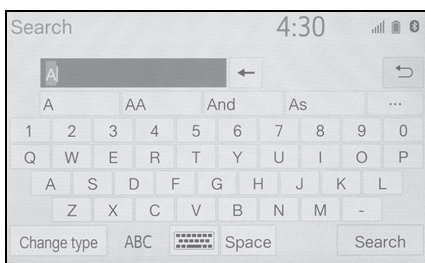 Search 4:30
A
A AA And As ...
1 2 3 4 5 6 7 8 9 0
Q W E R T Y U I O P
A S D F G H J K L
Z X C V B N M -
Change type ABC Space Search